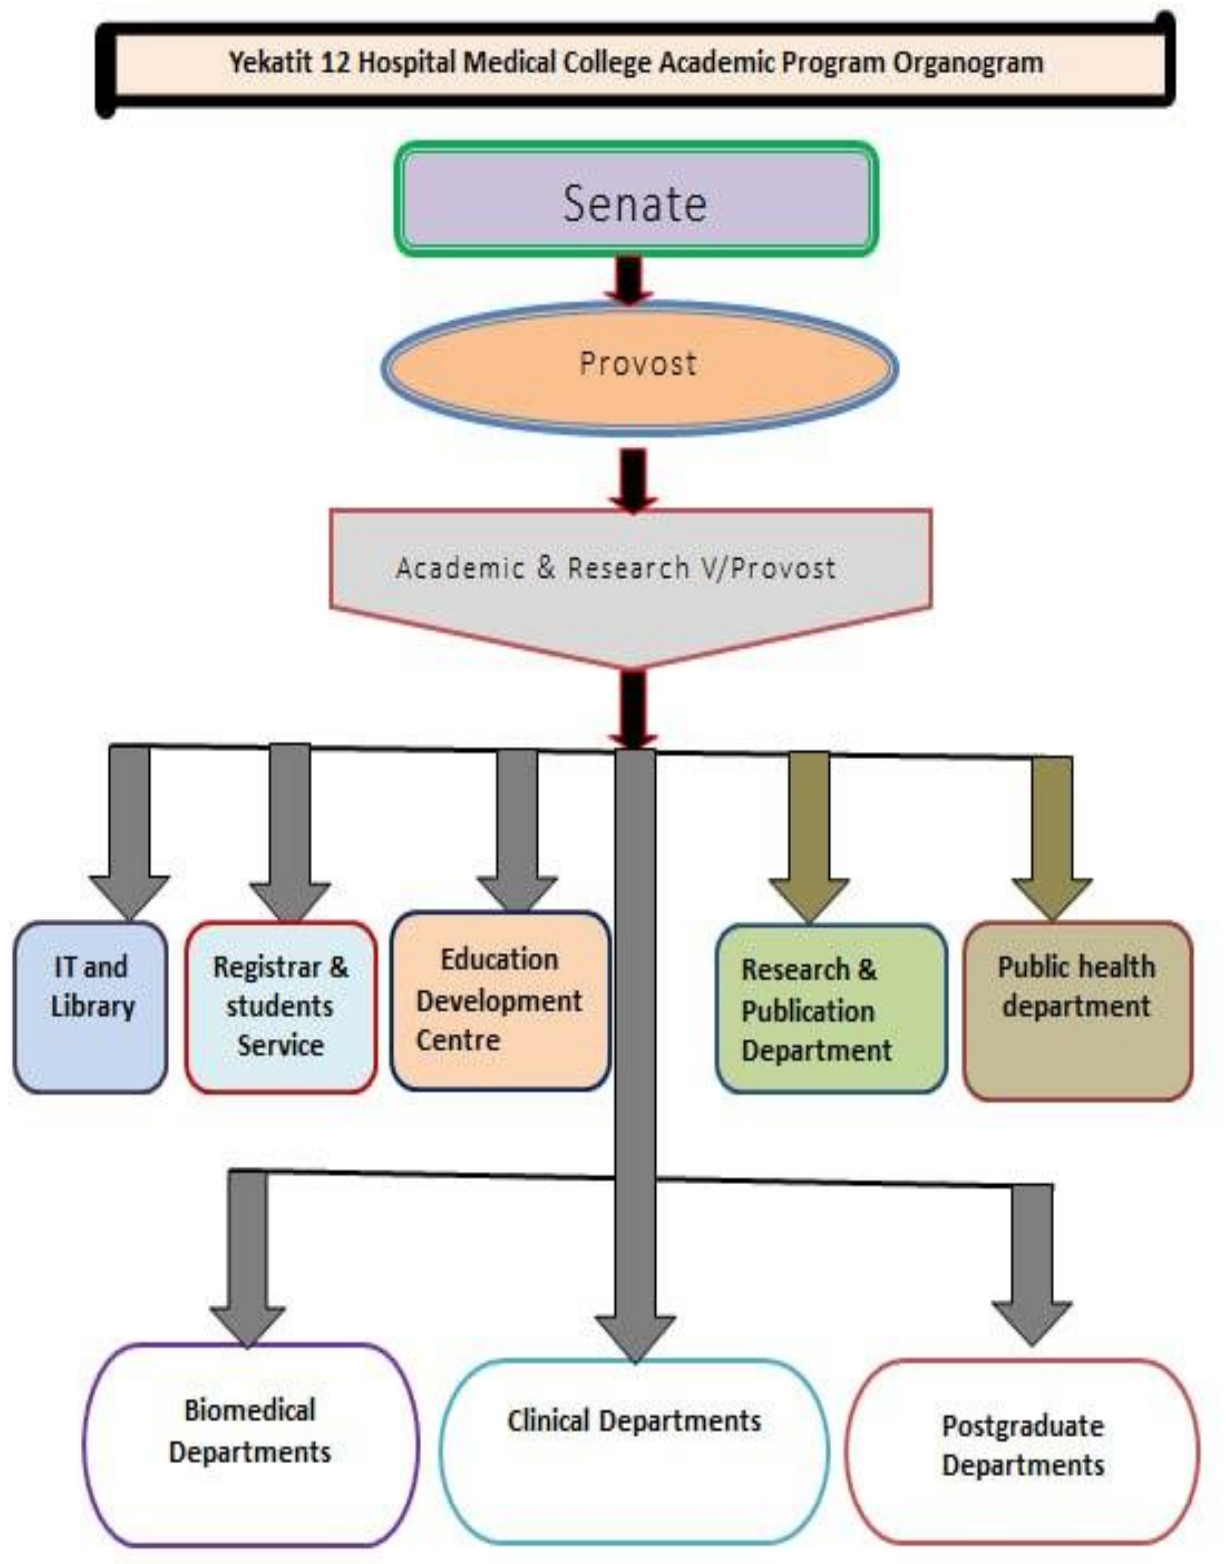 Yekatit 12 Hospital Medical College Academic Program Organogram
Senate
Provost
Academic & Research V/Provost
IT and
Library
Registrar &
students
Service
Education
Development
Centre
Research &
Publication
Department
Public health
department
Biomedical
Departments
Clinical Departments
Postgraduate
Departments